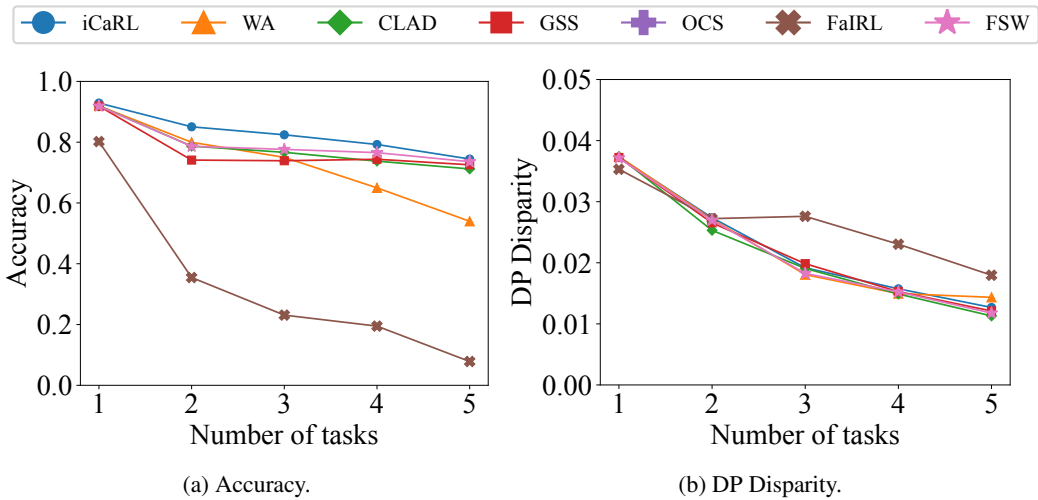 iCaRL WA CLAD GSS OCS FaIRL FSW
1.0
0.8
0.6
0.4
0.2
0.0
Accuracy
1 2 3 4 5
Number of tasks
(a) Accuracy.
0.05
0.04
0.03
0.02
0.01
0.00
DP Disparity
1 2 3 4 5
Number of tasks
(b) DP Disparity.